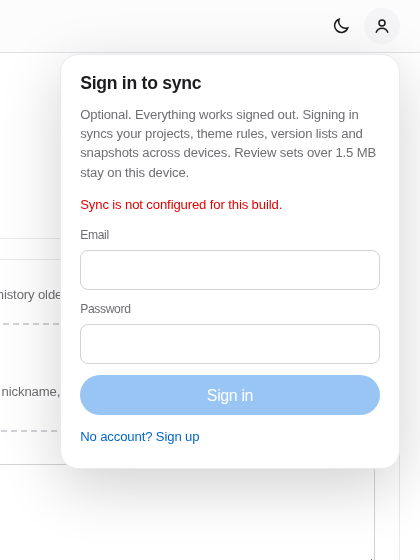 Sign in to sync
Optional. Everything works signed out. Signing in
syncs your projects, theme rules, version lists and
snapshots across devices. Review sets over 1.5 MB
stay on this device.
Sync is not configured for this build.
Email
history olde
Password
nickname,
Sign in
No account? Sign up